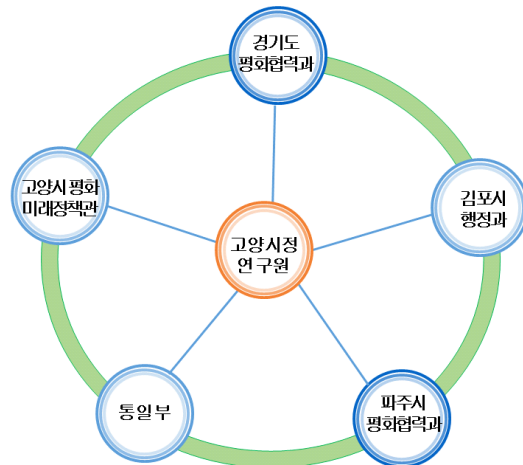 경기도
평화협력과
고양시 평화
미래정책관
김포시
행정과
고양 시정
연 구원
통일 부
파주시
평화협력과